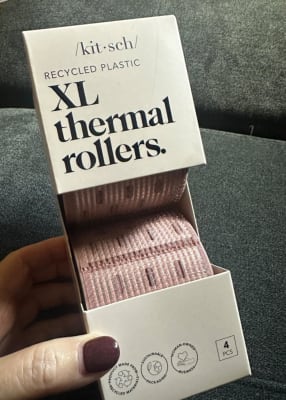 /kit·sch/
RECYCLED PLASTIC
XL
thermal
rollers.
4
PCS